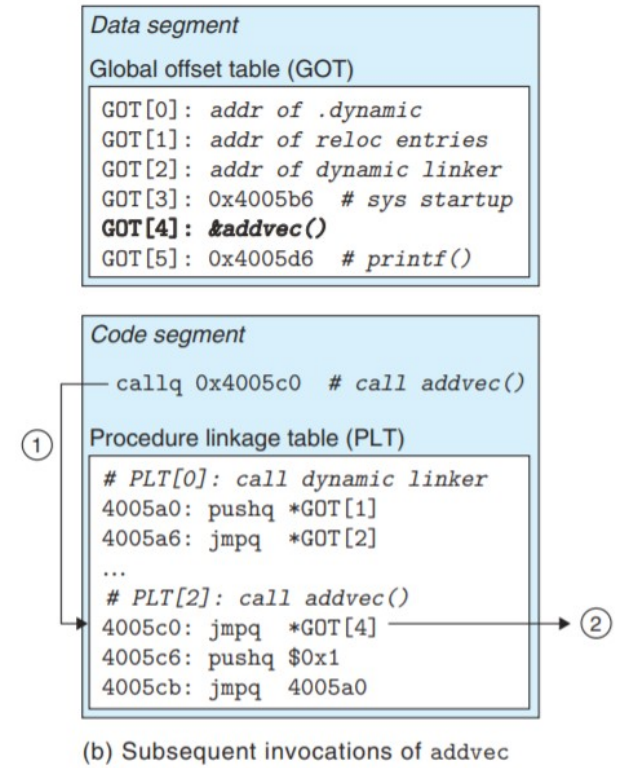 Data segment
Global offset table (GOT)
GOT[0]: addr of .dynamic
GOT[1]: addr of reloc entries
GOT[2]: addr of dynamic linker
GOT[3]: 0x4005b6 # sys startup
GOT[4]: &addvec()
GOT[5]: 0x4005d6 # printf()
Code segment
callq 0x4005c0 # call addvec()
1
Procedure linkage table (PLT)
# PLT[0]: call dynamic linker
4005a0: pushq *GOT[1]
4005a6: jmpq *GOT[2]
...
# PLT[2]: call addvec()
4005c0: jmpq *GOT[4]
2
4005c6: pushq $0x1
4005cb: jmpq 4005a0
(b) Subsequent invocations of addvec